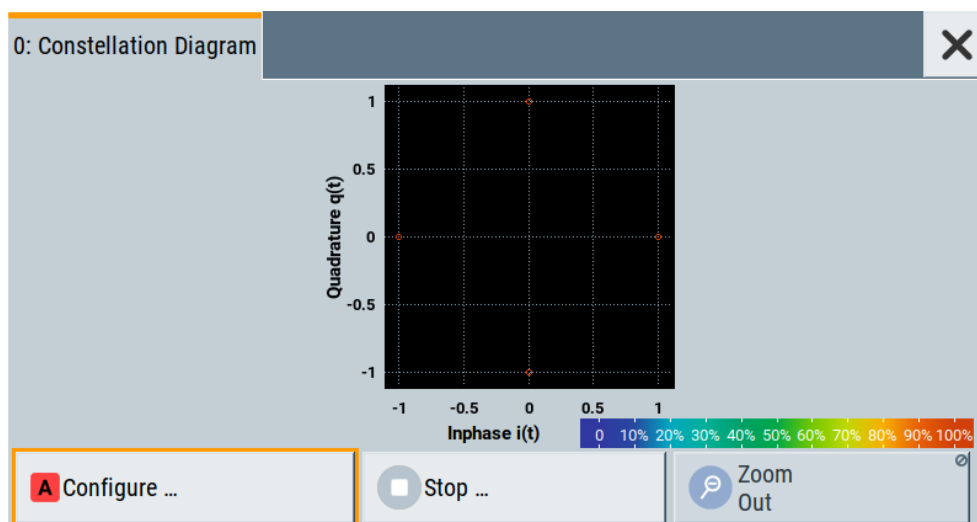 0: Constellation Diagram
1
0.5
0
-0.5
-1
Quadrature q(t)
-1 -0.5 0 0.5 1
Inphase i(t)
0 10% 20% 30% 40% 50% 60% 70% 80% 90% 100%
A Configure ...
Stop ...
Zoom
Out